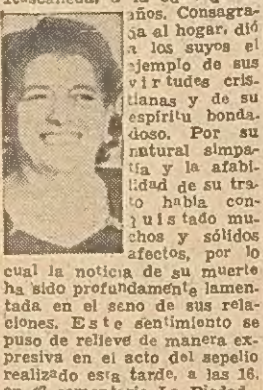 años. Consagra-
da al hogar, dió
a los suyos el
ejemplo de sus
virtudes cris-
tianas y de su
espíritu bonda-
doso. Por su
natural simpa-
tía y la afabi-
lidad de su tra-
to había con-
quistado mu-
chos y sólidos
afectos, por lo
cual la noticia de su muerte
ha sido profundamente lamen-
tada en el seno de sus rela-
ciones. Este sentimiento se
puso de relieve de manera ex-
presiva en el acto del sepelio
realizado esta tarde, a las 16.